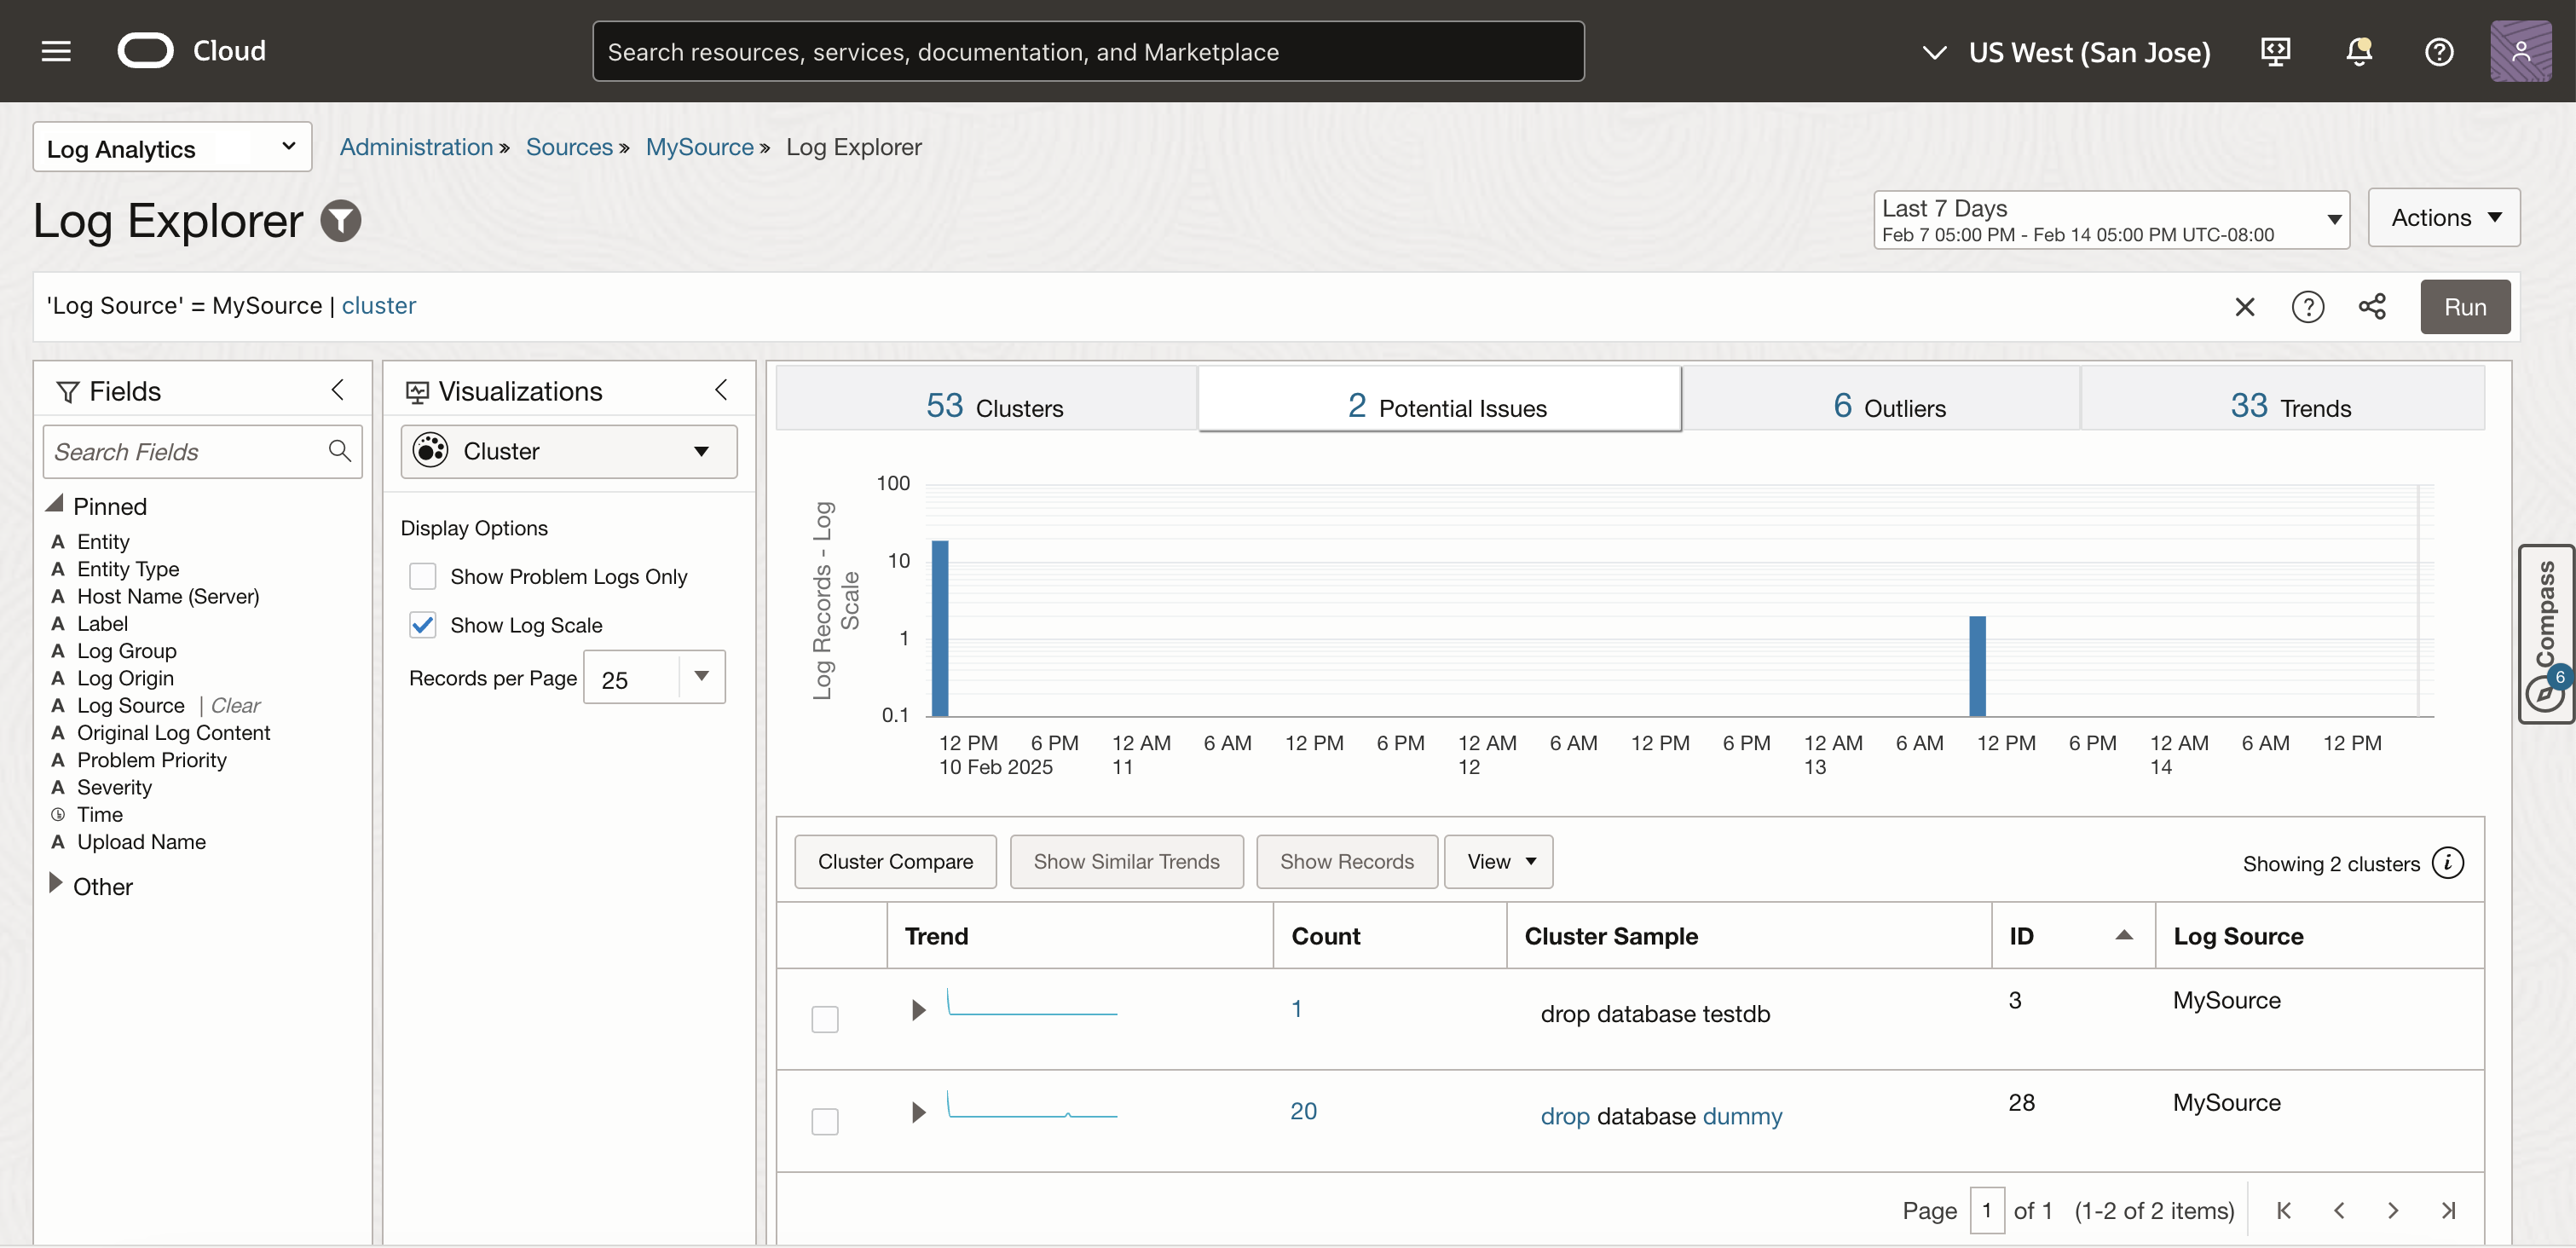 Cloud
Search resources, services, documentation, and Marketplace
US West (San Jose)
Log Analytics
Administration » Sources » MySource » Log Explorer
Log Explorer
Last 7 Days
Feb 7 05:00 PM - Feb 14 05:00 PM UTC-08:00
Actions
'Log Source' = MySource | cluster
Run
Fields
Search Fields
Pinned
A Entity
A Entity Type
A Host Name (Server)
A Label
A Log Group
A Log Origin
A Log Source | Clear
A Original Log Content
A Problem Priority
A Severity
Time
A Upload Name
Other
Visualizations
Cluster
Display Options
Show Problem Logs Only
Show Log Scale
Records per Page 25
53 Clusters
2 Potential Issues
6 Outliers
33 Trends
Log Records - Log
Scale
100
10
1
0.1
12 PM 6 PM 12 AM 6 AM 12 PM 6 PM 12 AM 6 AM 12 PM 6 PM 12 AM 6 AM 12 PM 6 PM 12 AM 6 AM 12 PM
10 Feb 2025 11 12 13 14
Compass
6
Cluster Compare
Show Similar Trends
Show Records
View
Showing 2 clusters
Trend Count Cluster Sample ID Log Source
1 drop database testdb 3 MySource
20 drop database dummy 28 MySource
Page 1 of 1 (1-2 of 2 items)